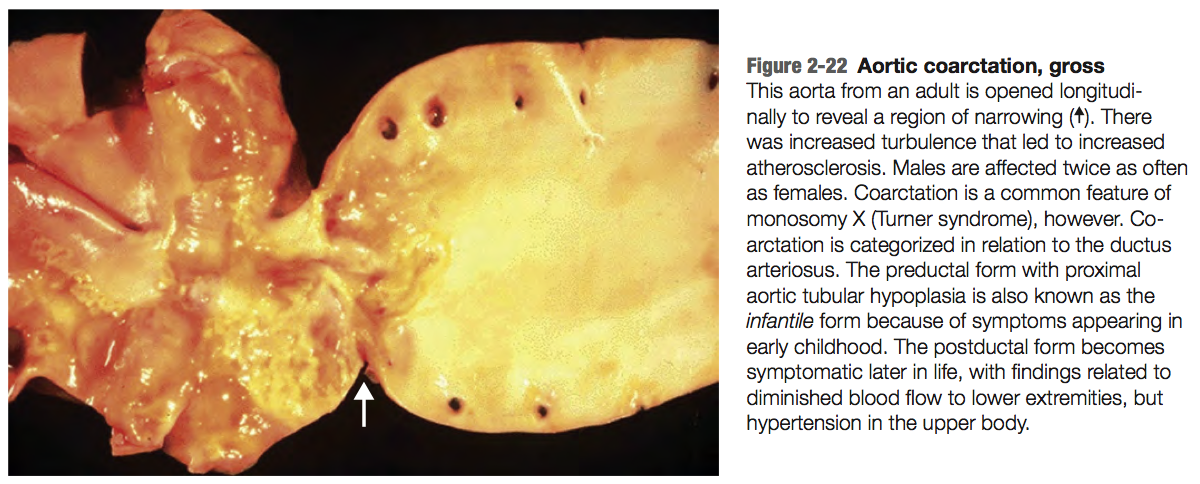 Figure 2-22 Aortic coarctation, gross
This aorta from an adult is opened longitudi-
nally to reveal a region of narrowing (↑). There
was increased turbulence that led to increased
atherosclerosis. Males are affected twice as often
as females. Coarctation is a common feature of
monosomy X (Turner syndrome), however. Co-
arctation is categorized in relation to the ductus
arteriosus. The preductal form with proximal
aortic tubular hypoplasia is also known as the
infantile form because of symptoms appearing in
early childhood. The postductal form becomes
symptomatic later in life, with findings related to
diminished blood flow to lower extremities, but
hypertension in the upper body.